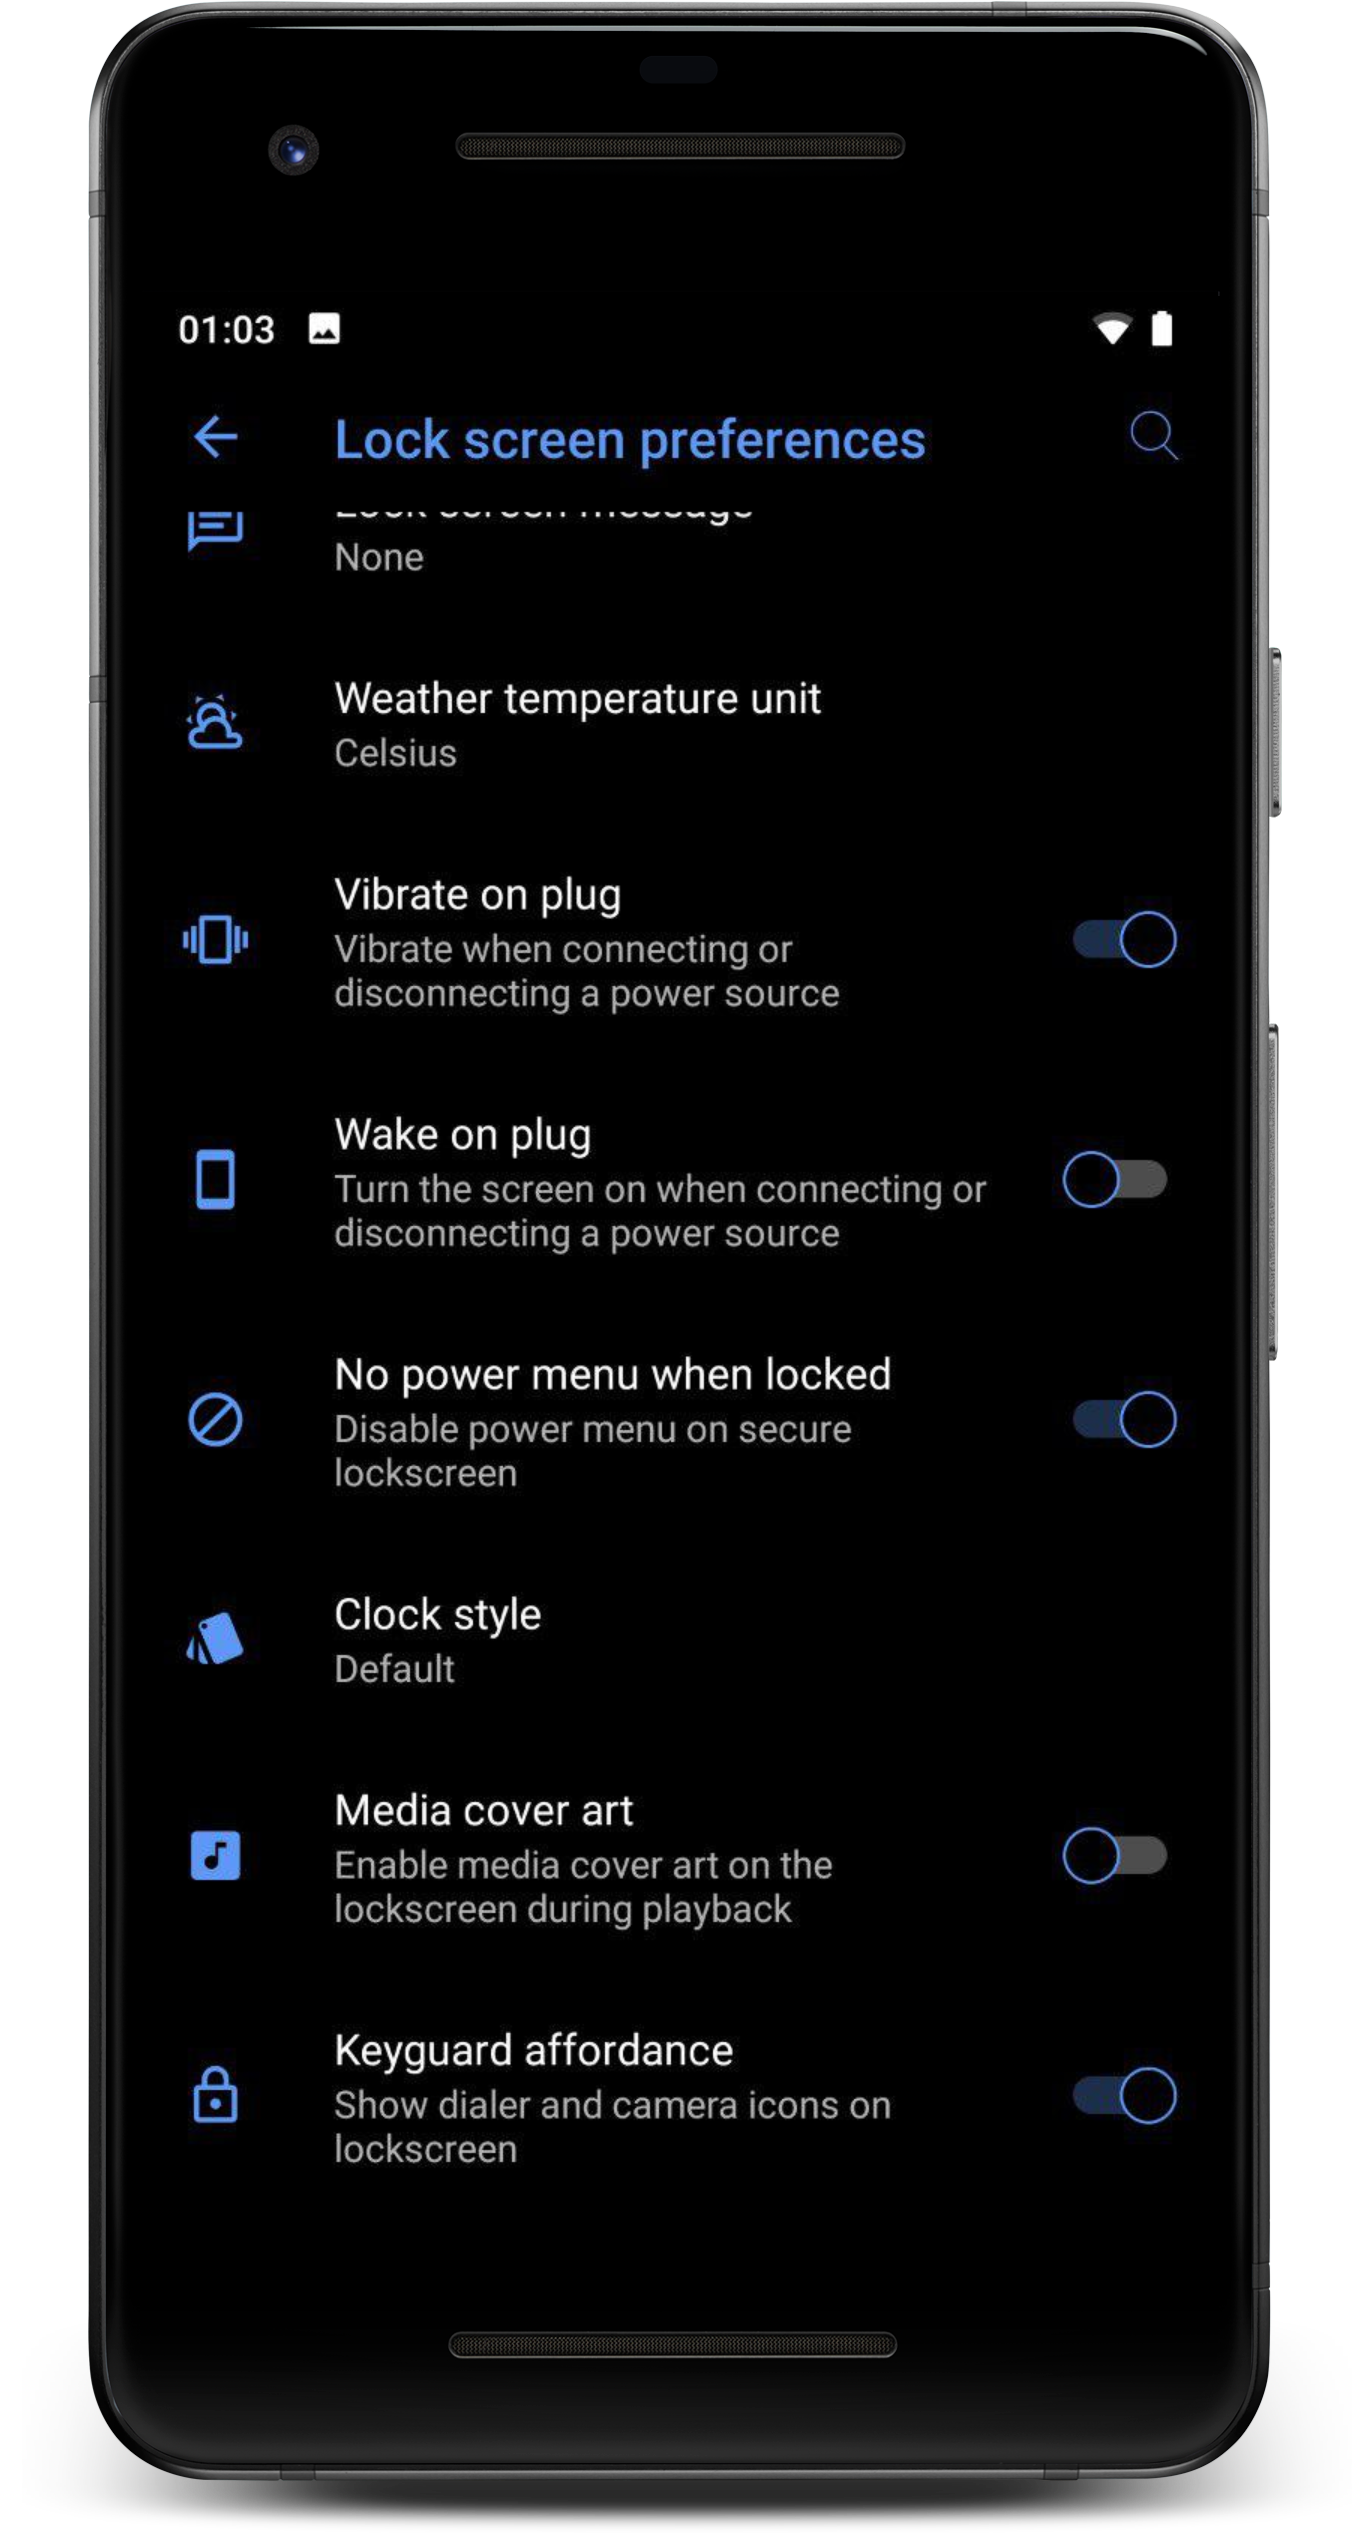 01:03
Lock screen preferences
Lock screen message
None
Weather temperature unit
Celsius
Vibrate on plug
Vibrate when connecting or
disconnecting a power source
Wake on plug
Turn the screen on when connecting or
disconnecting a power source
No power menu when locked
Disable power menu on secure
lockscreen
Clock style
Default
Media cover art
Enable media cover art on the
lockscreen during playback
Keyguard affordance
Show dialer and camera icons on
lockscreen